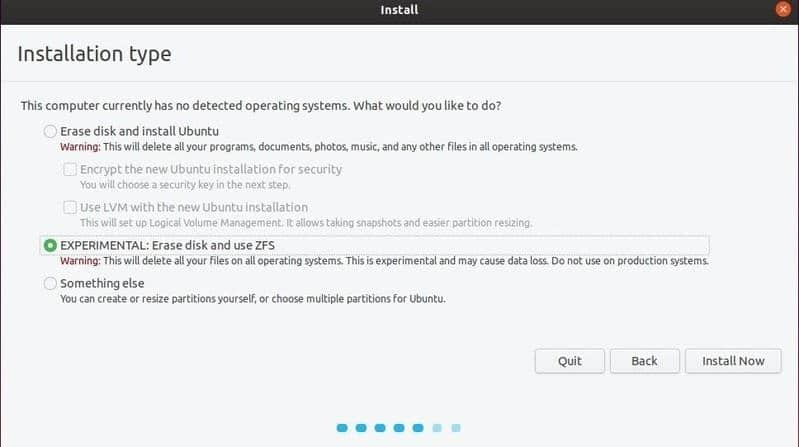 Install
Installation type
This computer currently has no detected operating systems. What would you like to do?
Erase disk and install Ubuntu
Warning: This will delete all your programs, documents, photos, music, and any other files in all operating systems.
Encrypt the new Ubuntu installation for security
You will choose a security key in the next step.
Use LVM with the new Ubuntu installation
This will set up Logical Volume Management. It allows taking snapshots and easier partition resizing.
EXPERIMENTAL: Erase disk and use ZFS
Warning: This will delete all your files on all operating systems. This is experimental and may cause data loss. Do not use on production systems.
Something else
You can create or resize partitions yourself, or choose multiple partitions for Ubuntu.
Quit Back Install Now